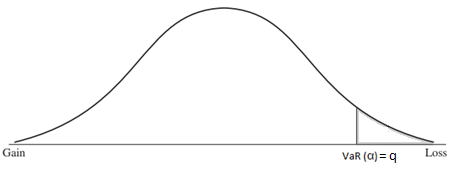 Gain
VaR (α) = q
Loss